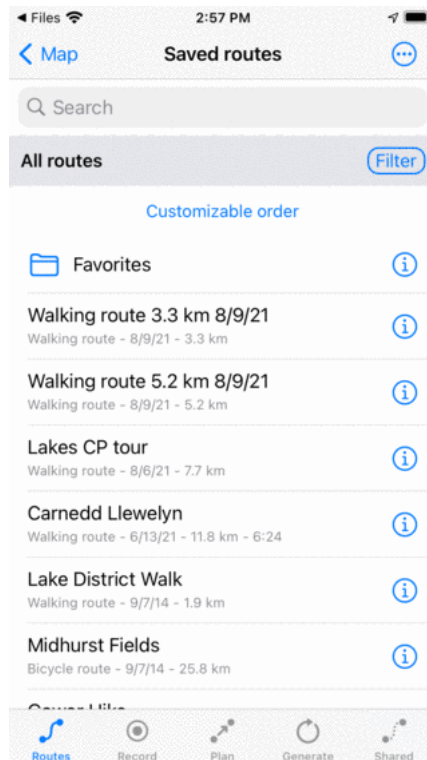 Files
2:57 PM
Map
Saved routes
Search
All routes
Filter
Customizable order
Favorites
Walking route 3.3 km 8/9/21
Walking route - 8/9/21 - 3.3 km
Walking route 5.2 km 8/9/21
Walking route - 8/9/21 - 5.2 km
Lakes CP tour
Walking route - 8/6/21 - 7.7 km
Carnedd Llewelyn
Walking route - 6/13/21 - 11.8 km - 6:24
Lake District Walk
Walking route - 9/7/14 - 1.9 km
Midhurst Fields
Bicycle route - 9/7/14 - 25.8 km
Routes Record Plan Generate Shared